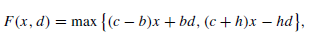 F(x, d) = max {(c − b)x + bd, (c + h)x − hd},